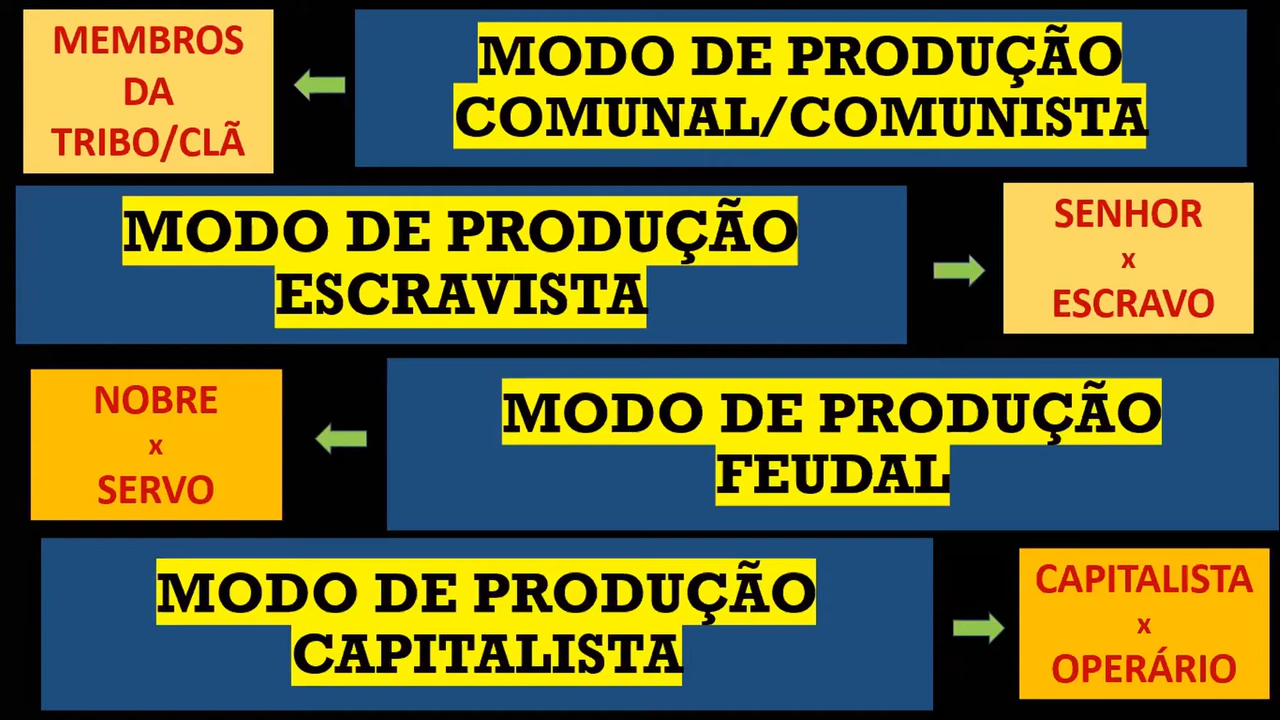 MEMBROS
DA
TRIBO/CLÃ
MODO DE PRODUÇÃO
COMUNAL/COMUNISTA
MODO DE PRODUÇÃO
ESCRAVISTA
SENHOR
x
ESCRAVO
NOBRE
x
SERVO
MODO DE PRODUÇÃO
FEUDAL
MODO DE PRODUÇÃO
CAPITALISTA
CAPITALISTA
x
OPERÁRIO